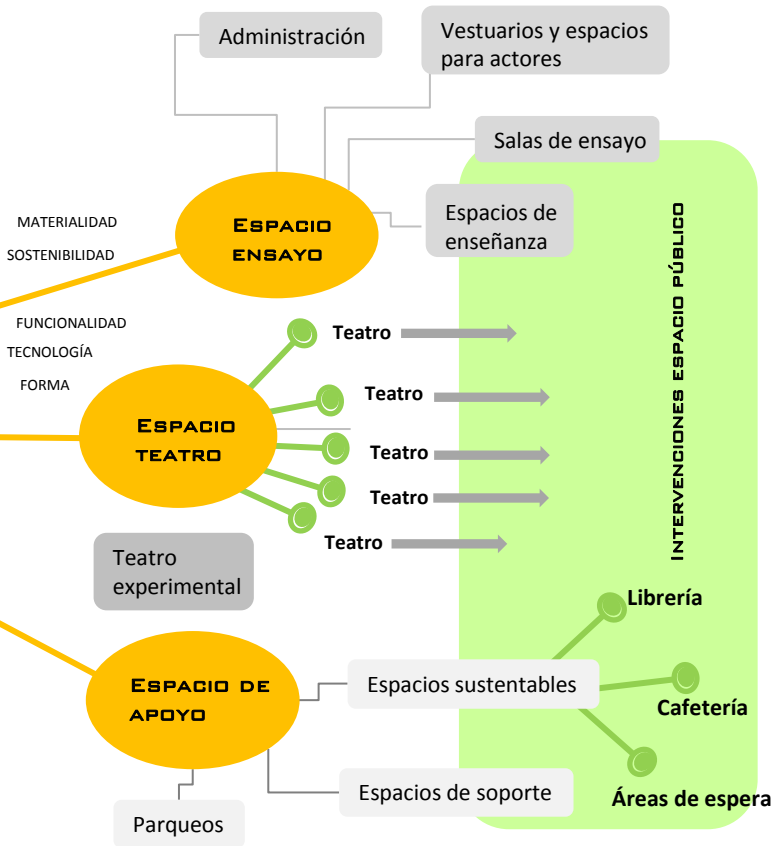 Administración
Vestuarios y espacios
para actores
Salas de ensayo
MATERIALIDAD
SOSTENIBILIDAD
ESPACIO
ENSAYO
Espacios de
enseñanza
INTERVENCIONES ESPACIO PÚBLICO
FUNCIONALIDAD
TECNOLOGÍA
FORMA
Teatro
Teatro
ESPACIO
TEATRO
Teatro
Teatro
Teatro
Teatro
experimental
Librería
ESPACIO DE
APOYO
Espacios sustentables
Cafetería
Espacios de soporte
Áreas de espera
Parqueos